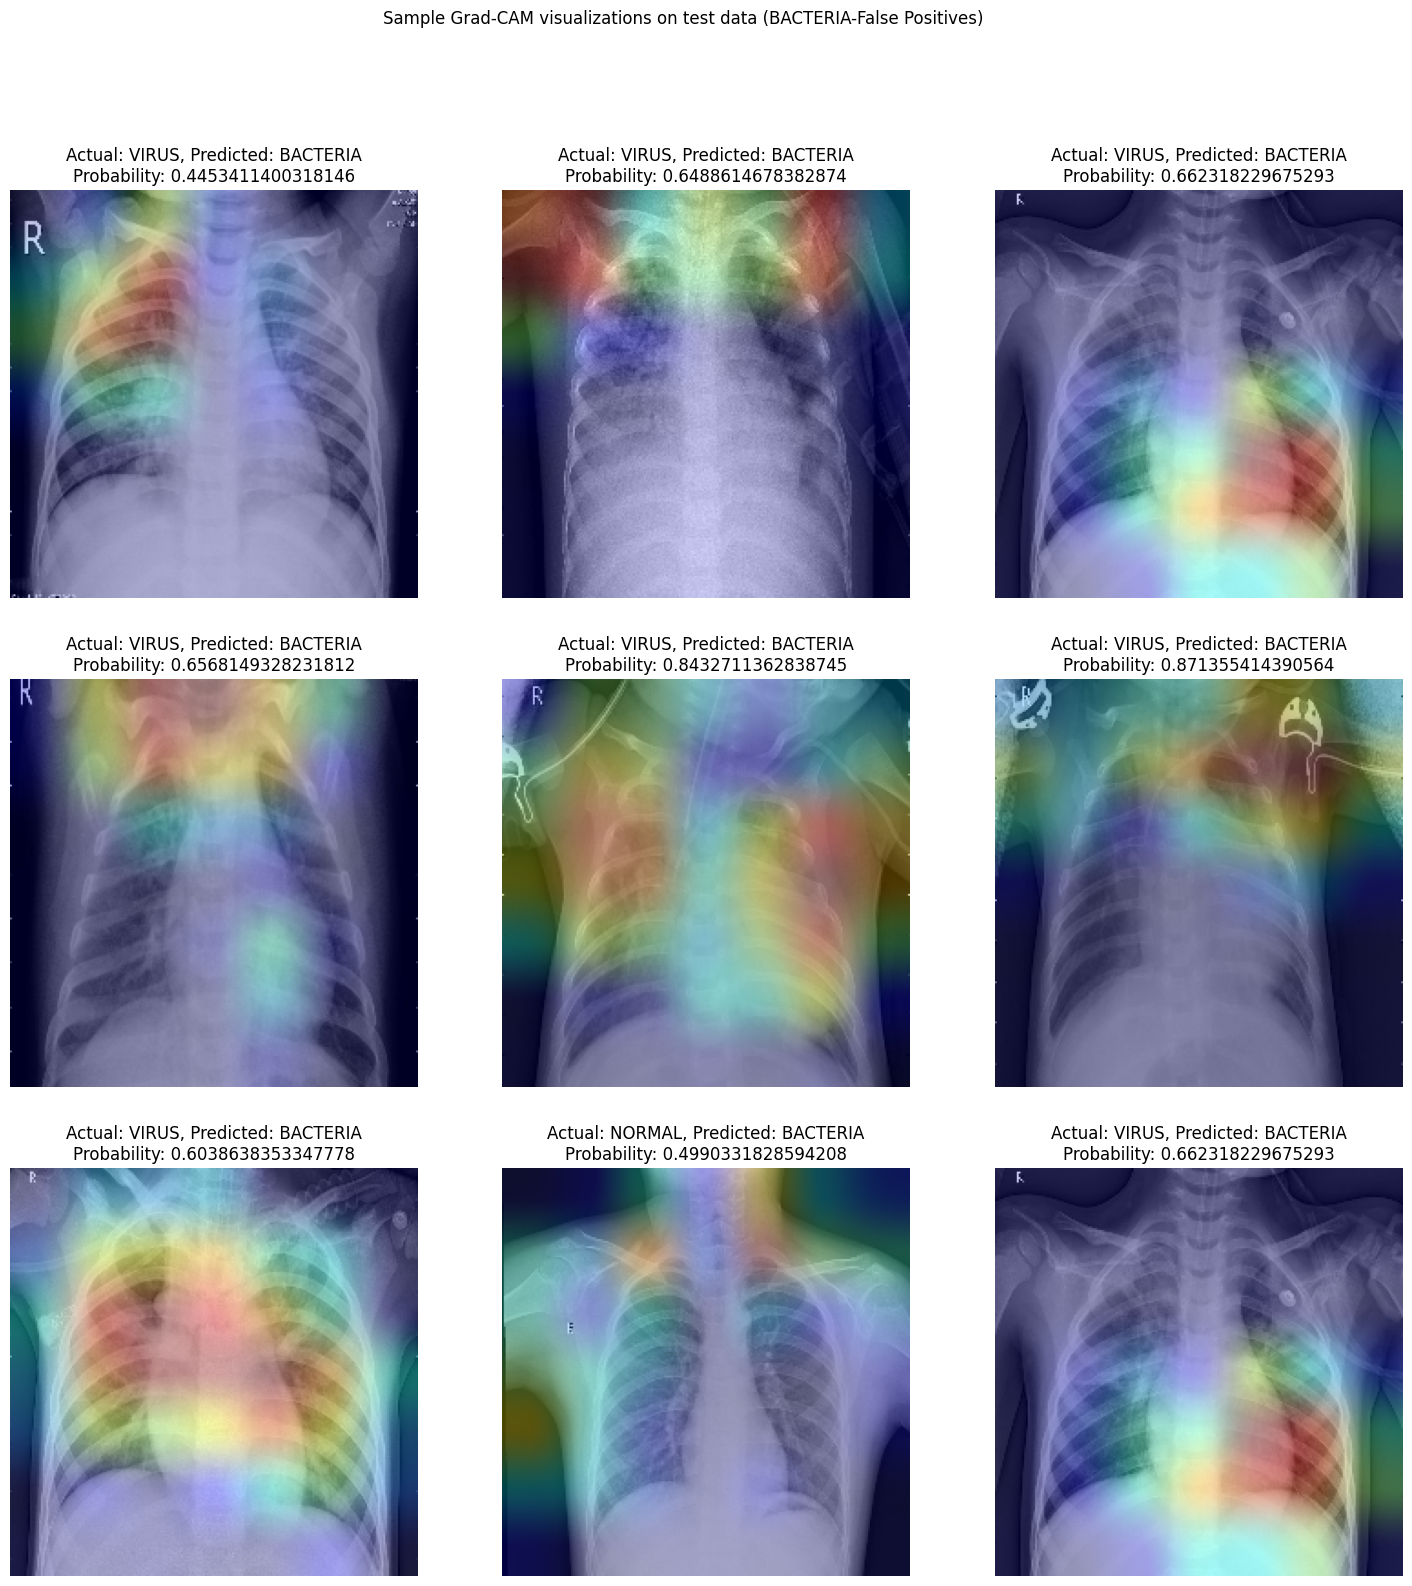 Sample Grad-CAM visualizations on test data (BACTERIA-False Positives)
Actual: VIRUS, Predicted: BACTERIA
Probability: 0.4453411400318146
R
Actual: VIRUS, Predicted: BACTERIA
Probability: 0.6488614678382874
Actual: VIRUS, Predicted: BACTERIA
Probability: 0.662318229675293
R
Actual: VIRUS, Predicted: BACTERIA
Probability: 0.6568149328231812
R
Actual: VIRUS, Predicted: BACTERIA
Probability: 0.8432711362838745
R
Actual: VIRUS, Predicted: BACTERIA
Probability: 0.871355414390564
R
Actual: VIRUS, Predicted: BACTERIA
Probability: 0.6038638353347778
R
Actual: NORMAL, Predicted: BACTERIA
Probability: 0.4990331828594208
Actual: VIRUS, Predicted: BACTERIA
Probability: 0.662318229675293
R